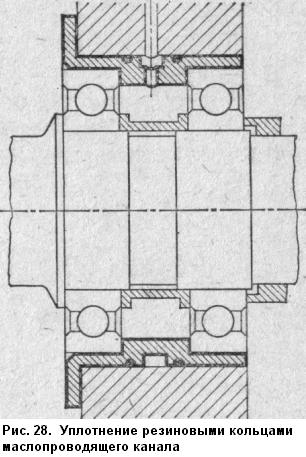 Рис. 28. Уплотнение резиновыми кольцами
маслопроводящего канала